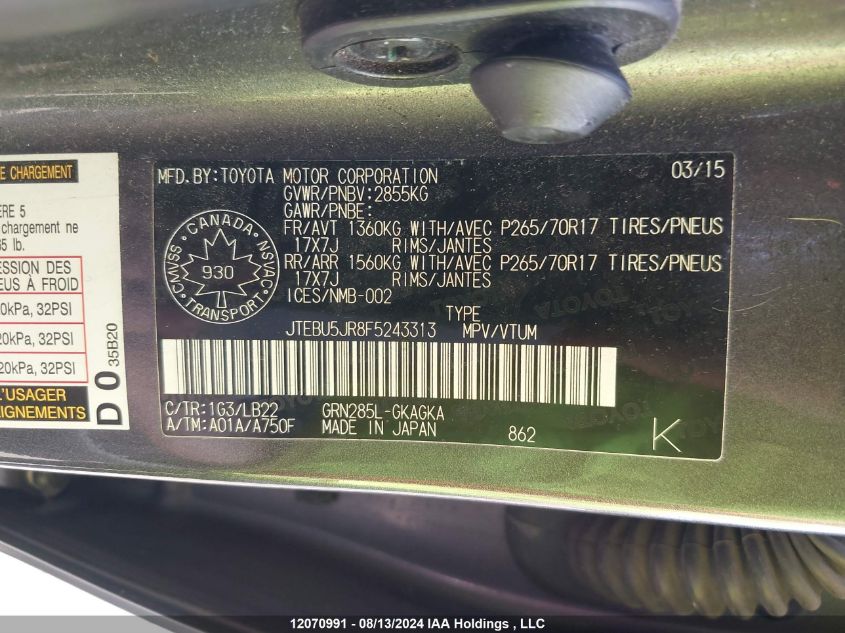 E CHARGEMENT
ÈRE 5
chargement ne
35 lb.
ESSION DES
EUS À FROID
0kPa, 32PSI
20kPa, 32PSI
20kPa, 32PSI
L'USAGER
EIGNEMENTS
D 0 35B20
MFD. BY: TOYOTA MOTOR CORPORATION 03/15
GVWR/PNBV: 2855KG
GAWR/PNBE:
FR/AVT 1360KG WITH/AVEC P265/70R17 TIRES/PNEUS
17X7J RIMS/JANTES
RR/ARR 1560KG WITH/AVEC P265/70R17 TIRES/PNEUS
17X7J RIMS/JANTES
ICES/NMB-002
CANADA
CMVSS NSVAC
930
TRANSPORT
TYPE
JTEBU5JR8F5243313 MPV/VTUM
C/TR: 1G3/LB22 GRN285L-GKAGKA
A/TM: A01A/A750F MADE IN JAPAN 862 K
12070991 - 08/13/2024 IAA Holdings , LLC